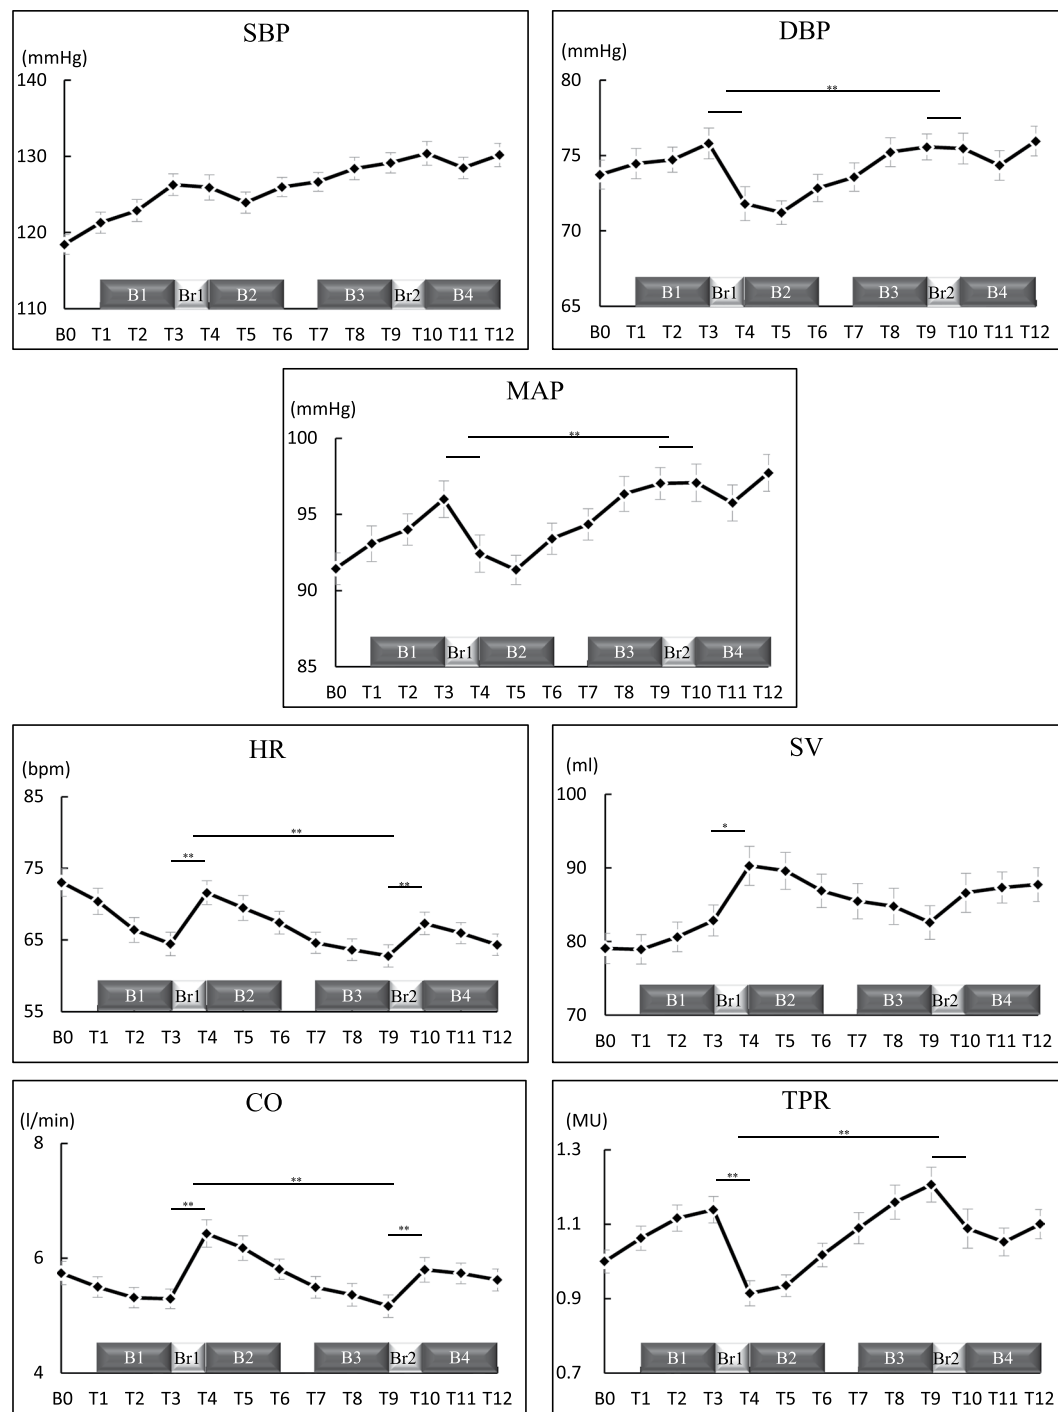 SBP
(mmHg)
140
130
120
110
B1 Br1 B2 B3 Br2 B4
B0 T1 T2 T3 T4 T5 T6 T7 T8 T9 T10 T11 T12
DBP
(mmHg)
80
**
75
70
65
B1 Br1 B2 B3 Br2 B4
B0 T1 T2 T3 T4 T5 T6 T7 T8 T9 T10 T11 T12
MAP
(mmHg)
100
**
95
90
85
B1 Br1 B2 B3 Br2 B4
B0 T1 T2 T3 T4 T5 T6 T7 T8 T9 T10 T11 T12
HR
(bpm)
85
**
** **
75
65
55
B1 Br1 B2 B3 Br2 B4
B0 T1 T2 T3 T4 T5 T6 T7 T8 T9 T10 T11 T12
SV
(ml)
100
*
90
80
70
B1 Br1 B2 B3 Br2 B4
B0 T1 T2 T3 T4 T5 T6 T7 T8 T9 T10 T11 T12
CO
(l/min)
8
**
** **
6
4
B1 Br1 B2 B3 Br2 B4
B0 T1 T2 T3 T4 T5 T6 T7 T8 T9 T10 T11 T12
TPR
(MU)
**
1.3
**
1.1
0.9
0.7
B1 Br1 B2 B3 Br2 B4
B0 T1 T2 T3 T4 T5 T6 T7 T8 T9 T10 T11 T12